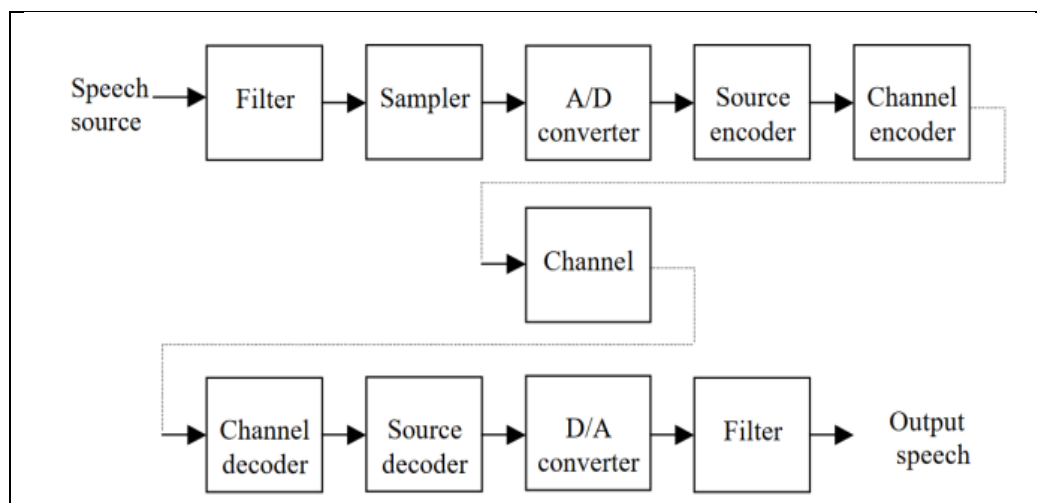 Speech
source
Filter
Sampler
A/D
converter
Source
encoder
Channel
encoder
Channel
Channel
decoder
Source
decoder
D/A
converter
Filter
Output
speech